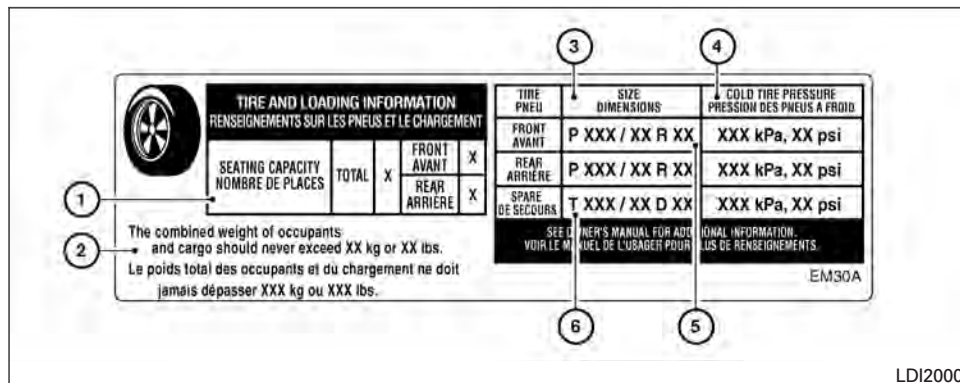 3
4
TIRE AND LOADING INFORMATION
RENSEIGNEMENTS SUR LES PNEUS ET LE CHARGEMENT
SEATING CAPACITY
NOMBRE DE PLACES
TOTAL X
FRONT
AVANT X
REAR
ARRIÈRE X
1
The combined weight of occupants
and cargo should never exceed XX kg or XX lbs.
2
Le poids total des occupants et du chargement ne doit
jamais dépasser XXX kg ou XXX lbs.
TIRE
PNEU
SIZE
DIMENSIONS
COLD TIRE PRESSURE
PRESSION DES PNEUS A FROID
FRONT
AVANT
P XXX / XX R XX
XXX kPa, XX psi
REAR
ARRIÈRE
P XXX / XX R XX
XXX kPa, XX psi
SPARE
DE SECOURS
T XXX / XX D XX
XXX kPa, XX psi
SEE OWNER'S MANUAL FOR ADDITIONAL INFORMATION.
VOIR LE MANUEL DE L'USAGER POUR PLUS DE RENSEIGNEMENTS.
EM30A
6
5
LDI2000